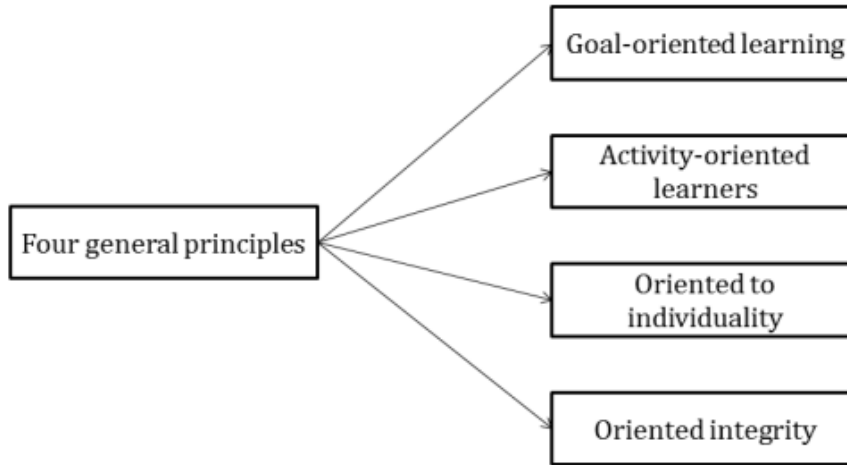 Goal-oriented learning
Activity-oriented
learners
Four general principles
Oriented to
individuality
Oriented integrity